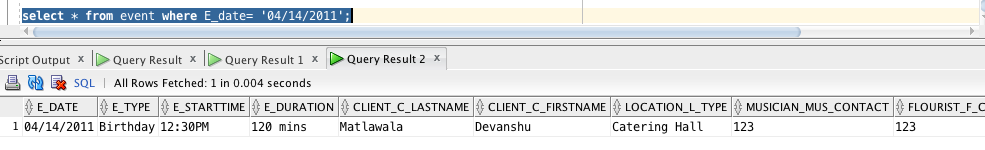 select * from event where E_date= '04/14/2011';
Script Output x Query Result x Query Result 1 x Query Result 2 x
SQL | All Rows Fetched: 1 in 0.004 seconds
E_DATE E_TYPE E_STARTTIME E_DURATION CLIENT_C_LASTNAME CLIENT_C_FIRSTNAME LOCATION_L_TYPE MUSICIAN_MUS_CONTACT FLOURIST_F_C
1 04/14/2011 Birthday 12:30PM 120 mins Matlawala Devanshu Catering Hall 123 123